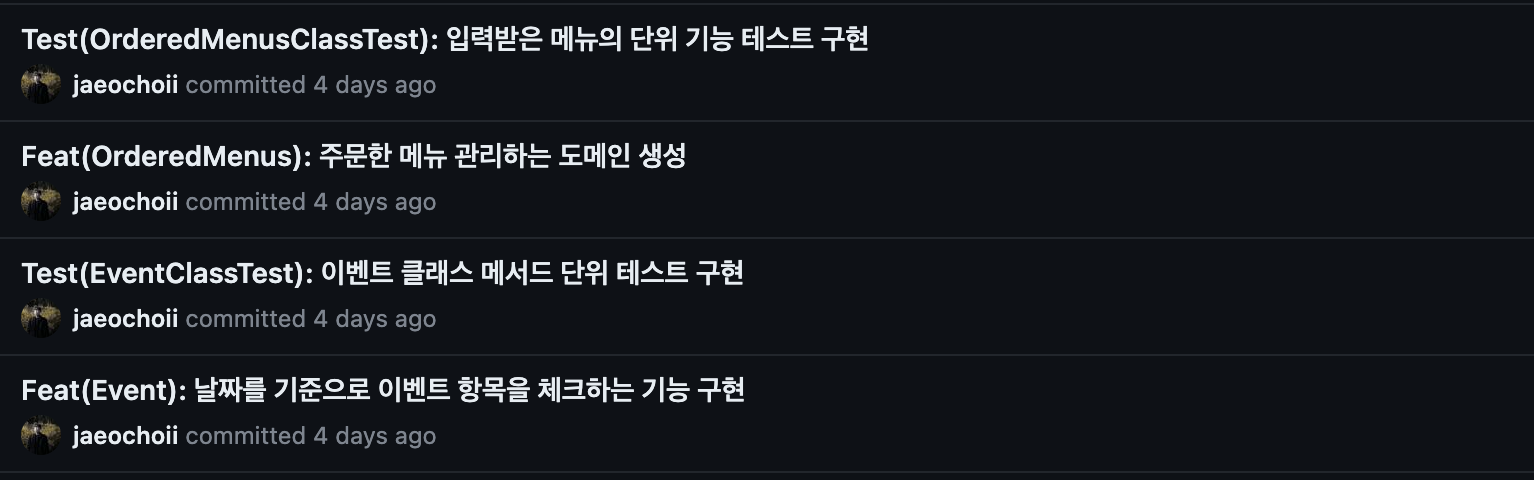 Test(OrderedMenusClassTest): 입력받은 메뉴의 단위 기능 테스트 구현
jaeochoii committed 4 days ago
Feat(OrderedMenus): 주문한 메뉴 관리하는 도메인 생성
jaeochoii committed 4 days ago
Test(EventClassTest): 이벤트 클래스 메서드 단위 테스트 구현
jaeochoii committed 4 days ago
Feat(Event): 날짜를 기준으로 이벤트 항목을 체크하는 기능 구현
jaeochoii committed 4 days ago